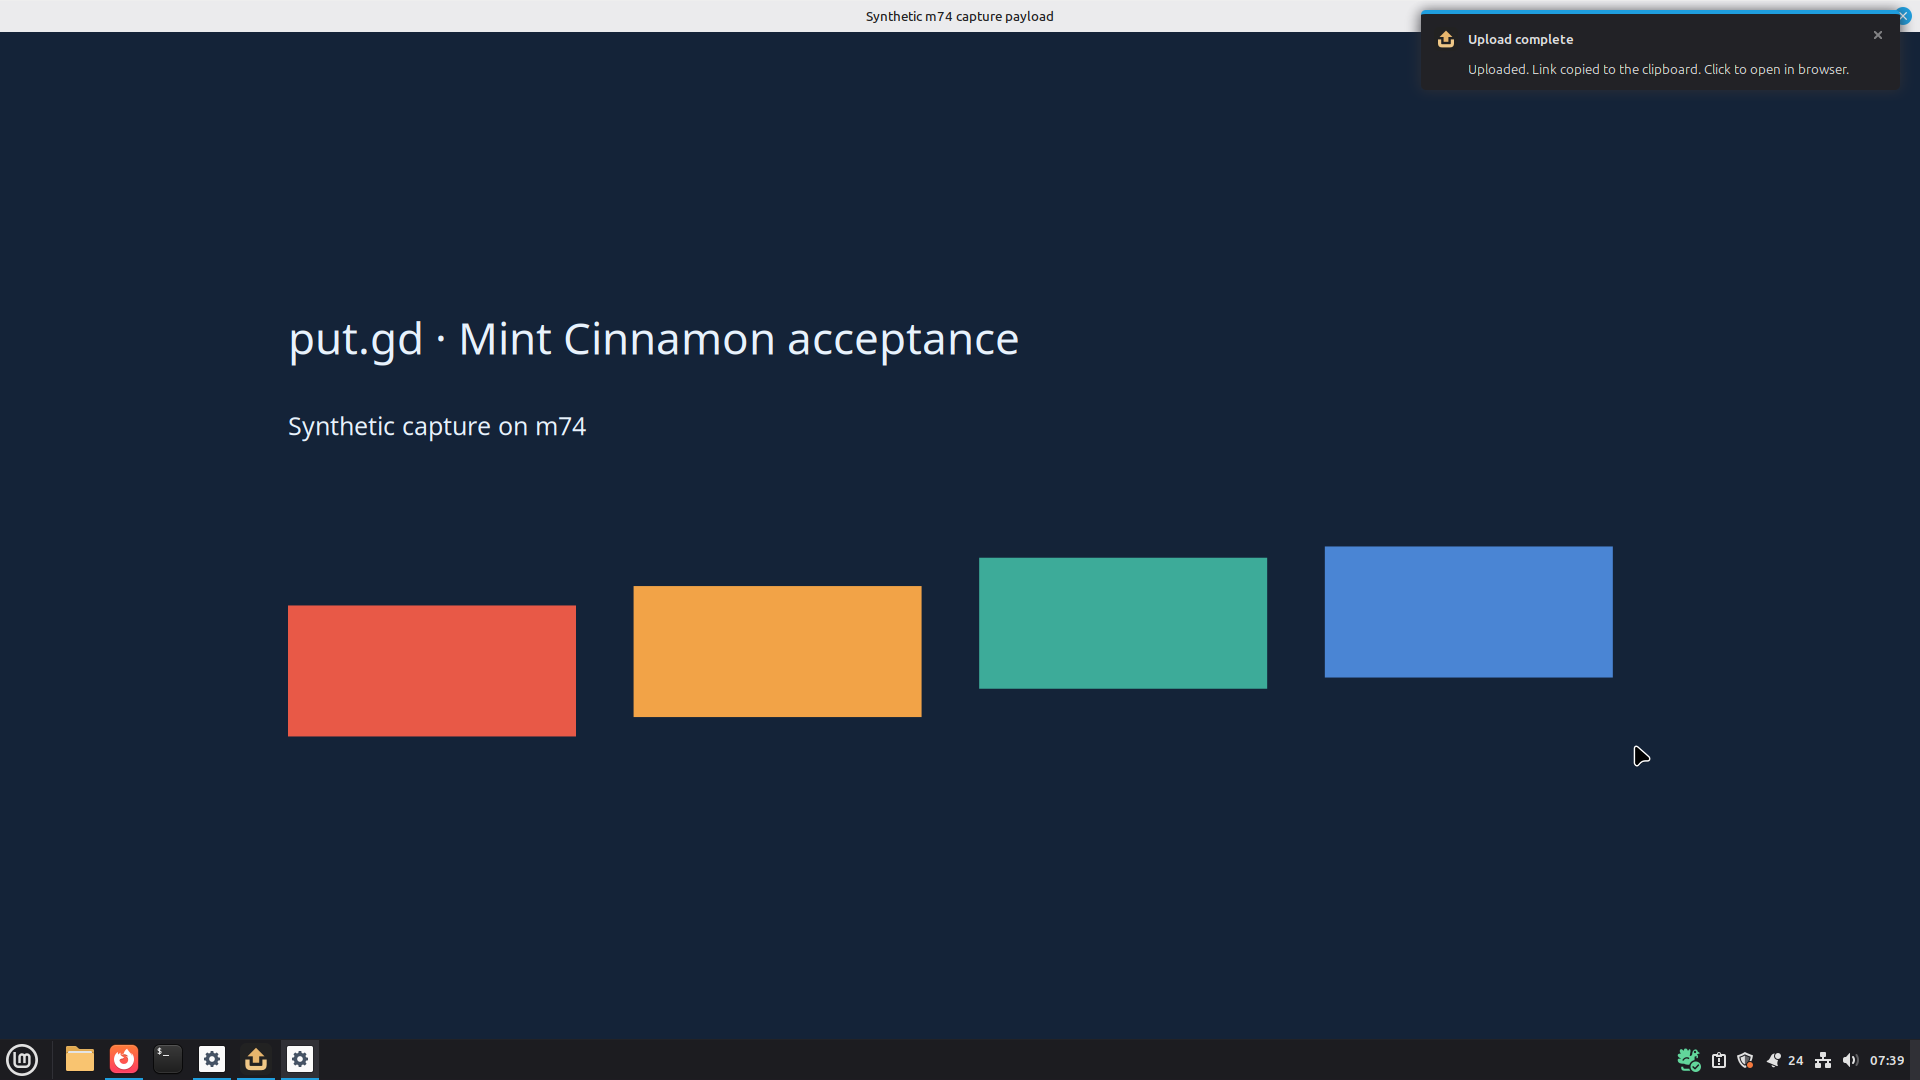 Synthetic m74 capture payload
Upload complete
Uploaded. Link copied to the clipboard. Click to open in browser.
put.gd · Mint Cinnamon acceptance
Synthetic capture on m74
$_
lm
24
07:39